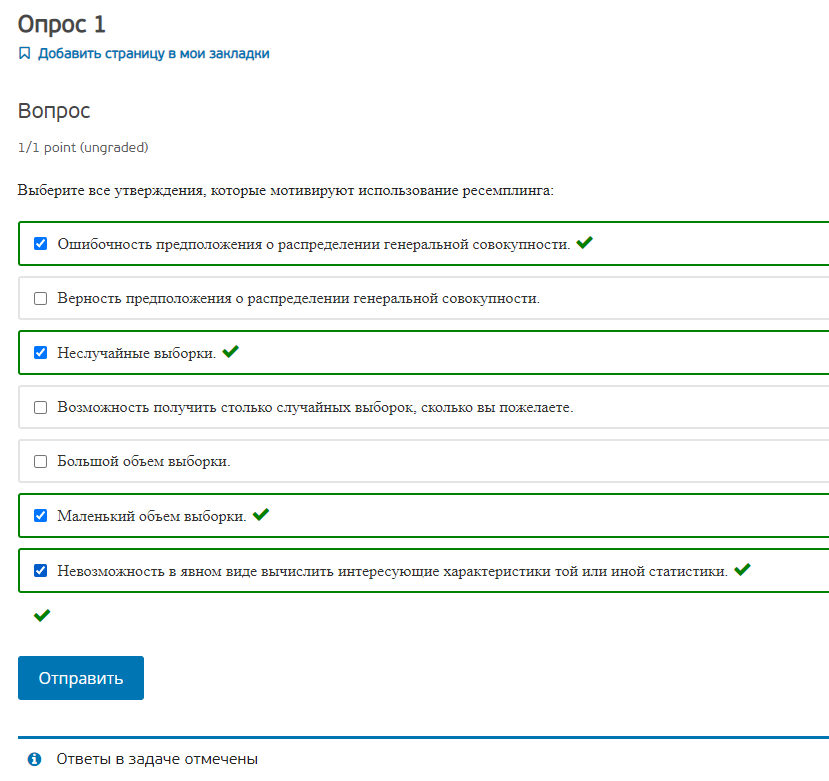 Опрос 1
Добавить страницу в мои закладки
Вопрос
1/1 point (ungraded)
Выберите все утверждения, которые мотивируют использование ресемплинга:
Ошибочность предположения о распределении генеральной совокупности.
Верность предположения о распределении генеральной совокупности.
Неслучайные выборки.
Возможность получить столько случайных выборок, сколько вы пожелаете.
Большой объем выборки.
Маленький объем выборки.
Невозможность в явном виде вычислить интересующие характеристики той или иной статистики.
Отправить
Ответы в задаче отмечены